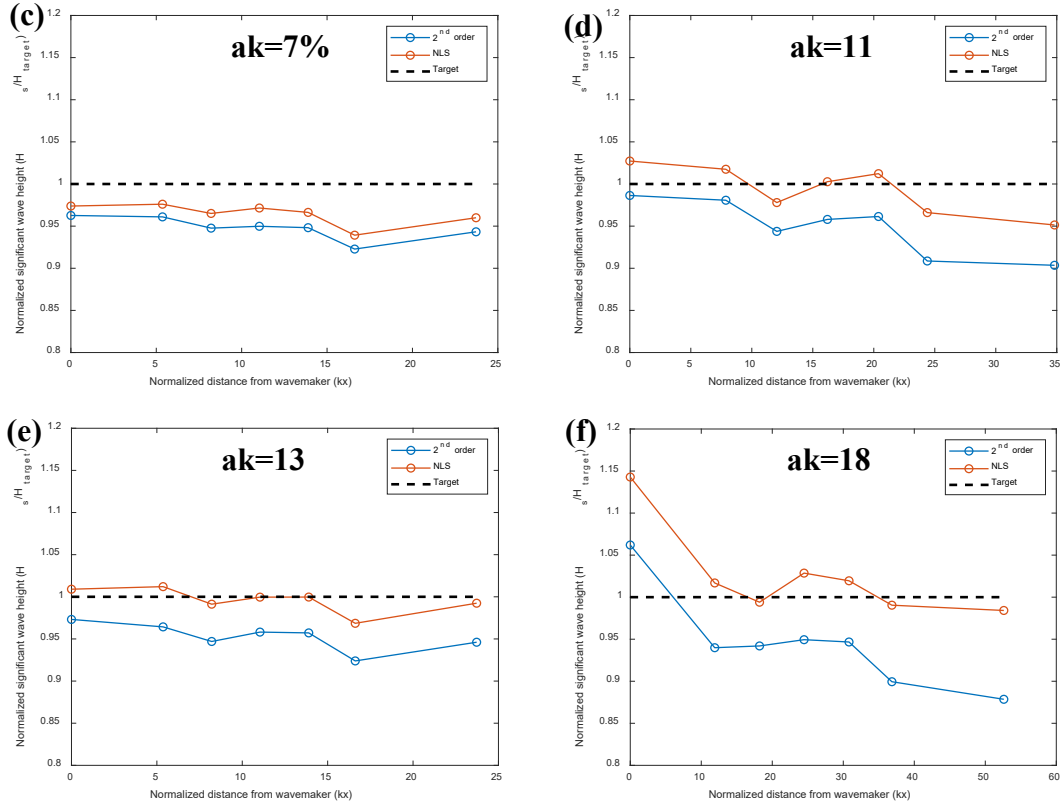 (c)
ak=7%
2nd order
NLS
Target
Normalized significant wave height (H s/H target)
1.2
1.15
1.1
1.05
1
0.95
0.9
0.85
0.8
0 5 10 15 20 25
Normalized distance from wavemaker (kx)
(d)
ak=11
2nd order
NLS
Target
Normalized significant wave height (H s/H target)
1.2
1.15
1.1
1.05
1
0.95
0.9
0.85
0.8
0 5 10 15 20 25 30 35
Normalized distance from wavemaker (kx)
(e)
ak=13
2nd order
NLS
Target
Normalized significant wave height (H s/H target)
1.2
1.15
1.1
1.05
1
0.95
0.9
0.85
0.8
0 5 10 15 20 25
Normalized distance from wavemaker (kx)
(f)
ak=18
2nd order
NLS
Target
Normalized significant wave height (H s/H target)
1.2
1.15
1.1
1.05
1
0.95
0.9
0.85
0.8
0 10 20 30 40 50 60
Normalized distance from wavemaker (kx)